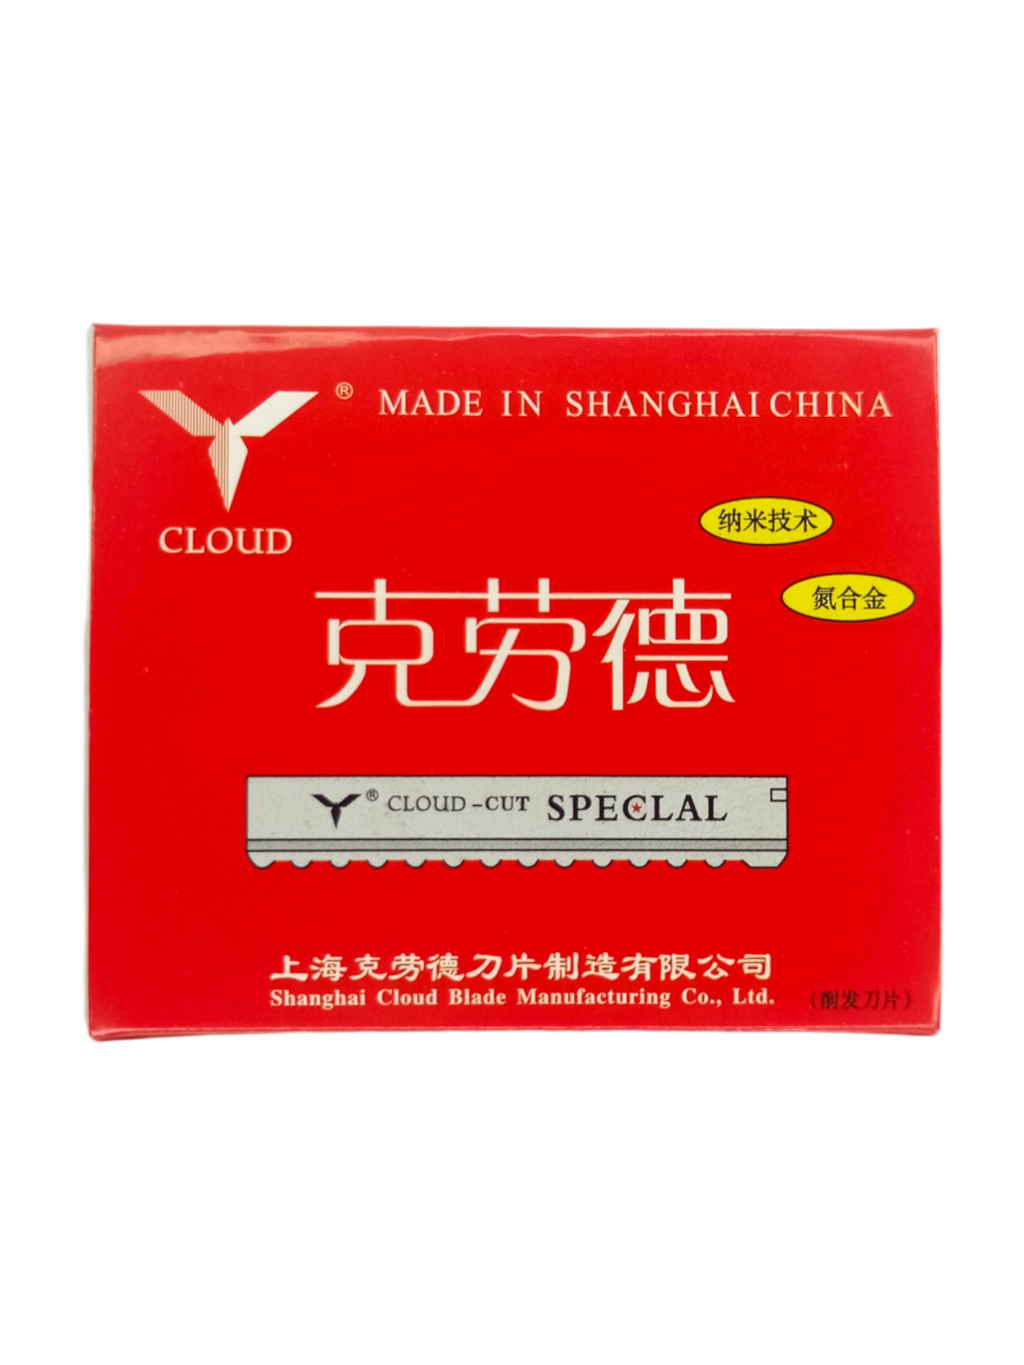 ® MADE IN SHANGHAI CHINA
CLOUD
纳米技术
氮合金
克劳德
® CLOUD-CUT SPECLAL
上海克劳德刀片制造有限公司
Shanghai Cloud Blade Manufacturing Co., Ltd. (削发刀片)